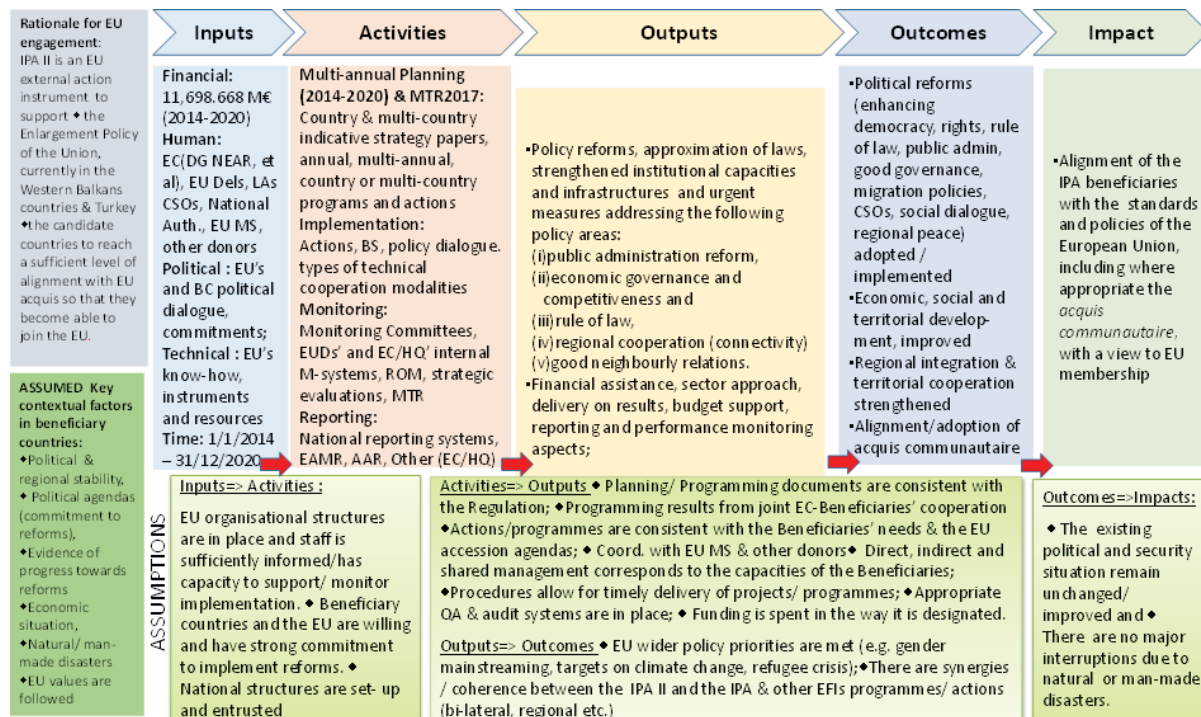 Rationale for EU
engagement:
IPA II is an EU
external action
instrument to
support ◆ the
Enlargement Policy
of the Union,
currently in the
Western Balkans
countries & Turkey
◆the candidate
countries to reach
a sufficient level of
alignment with EU
acquis so that they
become able to
join the EU.
ASSUMED Key
contextual factors
in beneficiary
countries:
◆Political &
regional stability,
◆ Political agendas
(commitment to
reforms),
◆Evidence of
progress towards
reforms
◆Economic
situation,
◆Natural/ man-
made disasters
◆EU values are
followed
Inputs
Financial:
11,698.668 M€
(2014-2020)
Human:
EC(DG NEAR, et
al), EU Dels, LAs
CSOs, National
Auth., EU MS,
other donors
Political : EU's
and BC political
dialogue,
commitments;
Technical : EU's
know-how,
instruments
and resources
Time: 1/1/2014
– 31/12/2020
Activities
Multi-annual Planning
(2014-2020) & MTR2017:
Country & multi-country
indicative strategy papers,
annual, multi-annual,
country or multi-country
programs and actions
Implementation:
Actions, BS, policy dialogue.
types of technical
cooperation modalities
Monitoring:
Monitoring Committees,
EUDs' and EC/HQ' internal
M-systems, ROM, strategic
evaluations, MTR
Reporting:
National reporting systems,
EAMR, AAR, Other (EC/HQ)
Outputs
▪Policy reforms, approximation of laws,
strengthened institutional capacities
and infrastructures and urgent
measures addressing the following
policy areas:
(i)public administration reform,
(ii)economic governance and
competitiveness and
(iii)rule of law,
(iv)regional cooperation (connectivity)
(v)good neighbourly relations.
▪Financial assistance, sector approach,
delivery on results, budget support,
reporting and performance monitoring
aspects;
Outcomes
▪Political reforms
(enhancing
democracy, rights, rule
of law, public admin,
good governance,
migration policies,
CSOs, social dialogue,
regional peace)
adopted /
implemented
▪Economic, social and
territorial develop-
ment, improved
▪Regional integration &
territorial cooperation
strengthened
▪Alignment/adoption of
acquis communautaire
Impact
▪Alignment of the
IPA beneficiaries
with the standards
and policies of the
European Union,
including where
appropriate the
acquis
communautaire,
with a view to EU
membership
ASSUMPTIONS
Inputs=> Activities :
EU organisational structures
are in place and staff is
sufficiently informed/has
capacity to support/ monitor
implementation. ◆ Beneficiary
countries and the EU are willing
and have strong commitment
to implement reforms. ◆
National structures are set- up
and entrusted
Activities=> Outputs ◆ Planning/ Programming documents are consistent with
the Regulation; ◆Programming results from joint EC-Beneficiaries' cooperation
◆Actions/programmes are consistent with the Beneficiaries' needs & the EU
accession agendas; ◆ Coord. with EU MS & other donors◆ Direct, indirect and
shared management corresponds to the capacities of the Beneficiaries;
◆Procedures allow for timely delivery of projects/ programmes; ◆ Appropriate
QA & audit systems are in place; ◆ Funding is spent in the way it is designated.
Outputs=> Outcomes ◆ EU wider policy priorities are met (e.g. gender
mainstreaming, targets on climate change, refugee crisis);◆There are synergies
/ coherence between the IPA II and the IPA & other EFIs programmes/ actions
(bi-lateral, regional etc.)
Outcomes=>Impacts:
◆ The existing
political and security
situation remain
unchanged/
improved and ◆
There are no major
interruptions due to
natural or man-made
disasters.